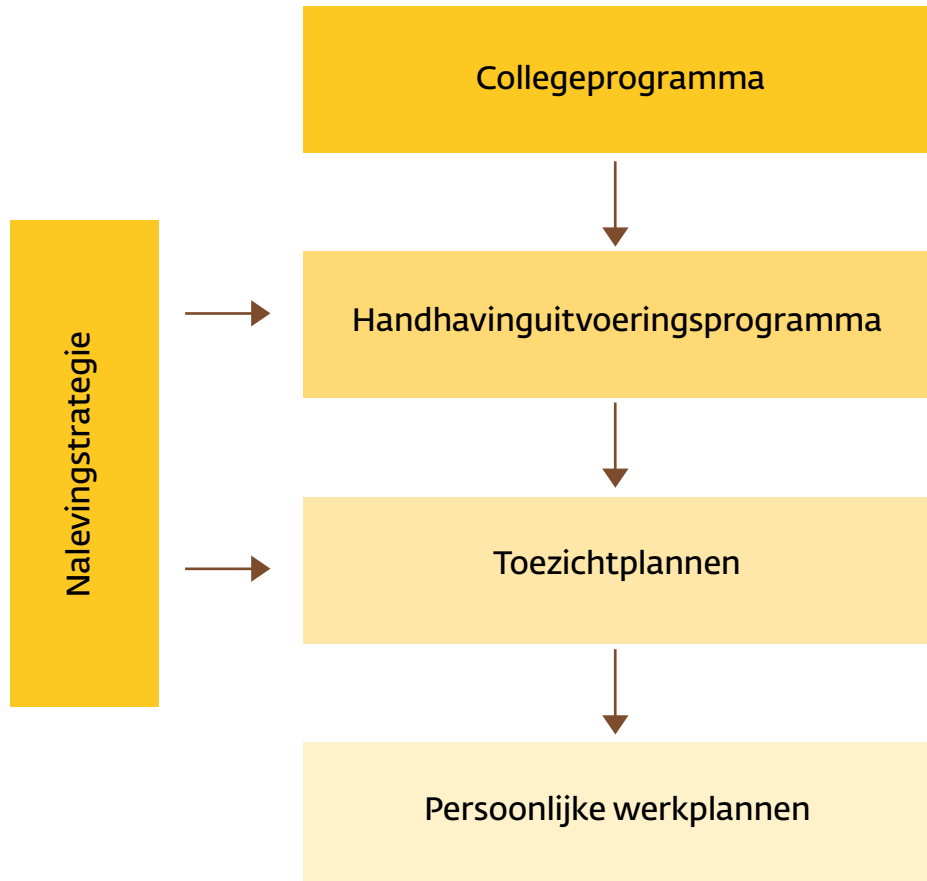 Collegeprogramma
Handhavinguitvoeringsprogramma
Nalevingstrategie
Toezichtplannen
Persoonlijke werkplannen